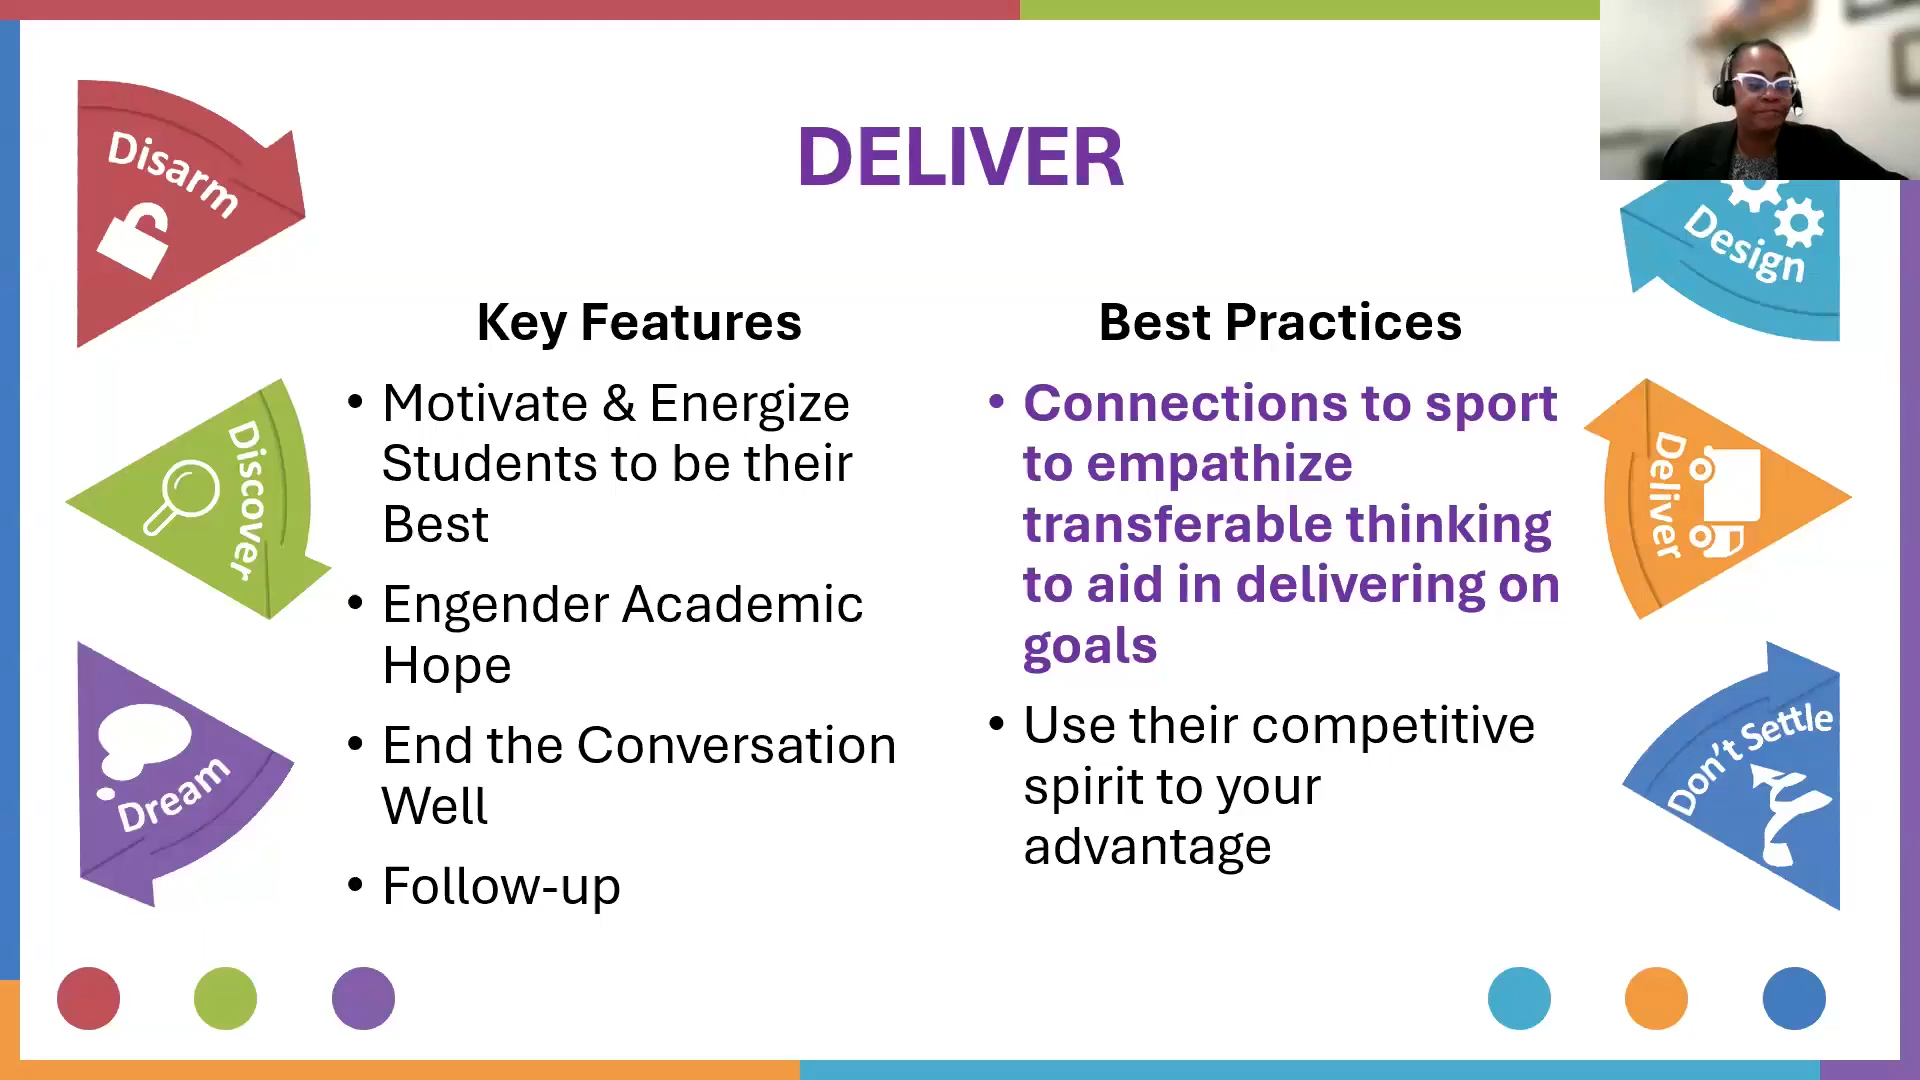 DELIVER
Disarm
Discover
Dream
Key Features
• Motivate & Energize
Students to be their
Best
• Engender Academic
Hope
• End the Conversation
Well
• Follow-up
Best Practices
• Connections to sport
to empathize
transferable thinking
to aid in delivering on
goals
• Use their competitive
spirit to your
advantage
Design
Deliver
Don't Settle